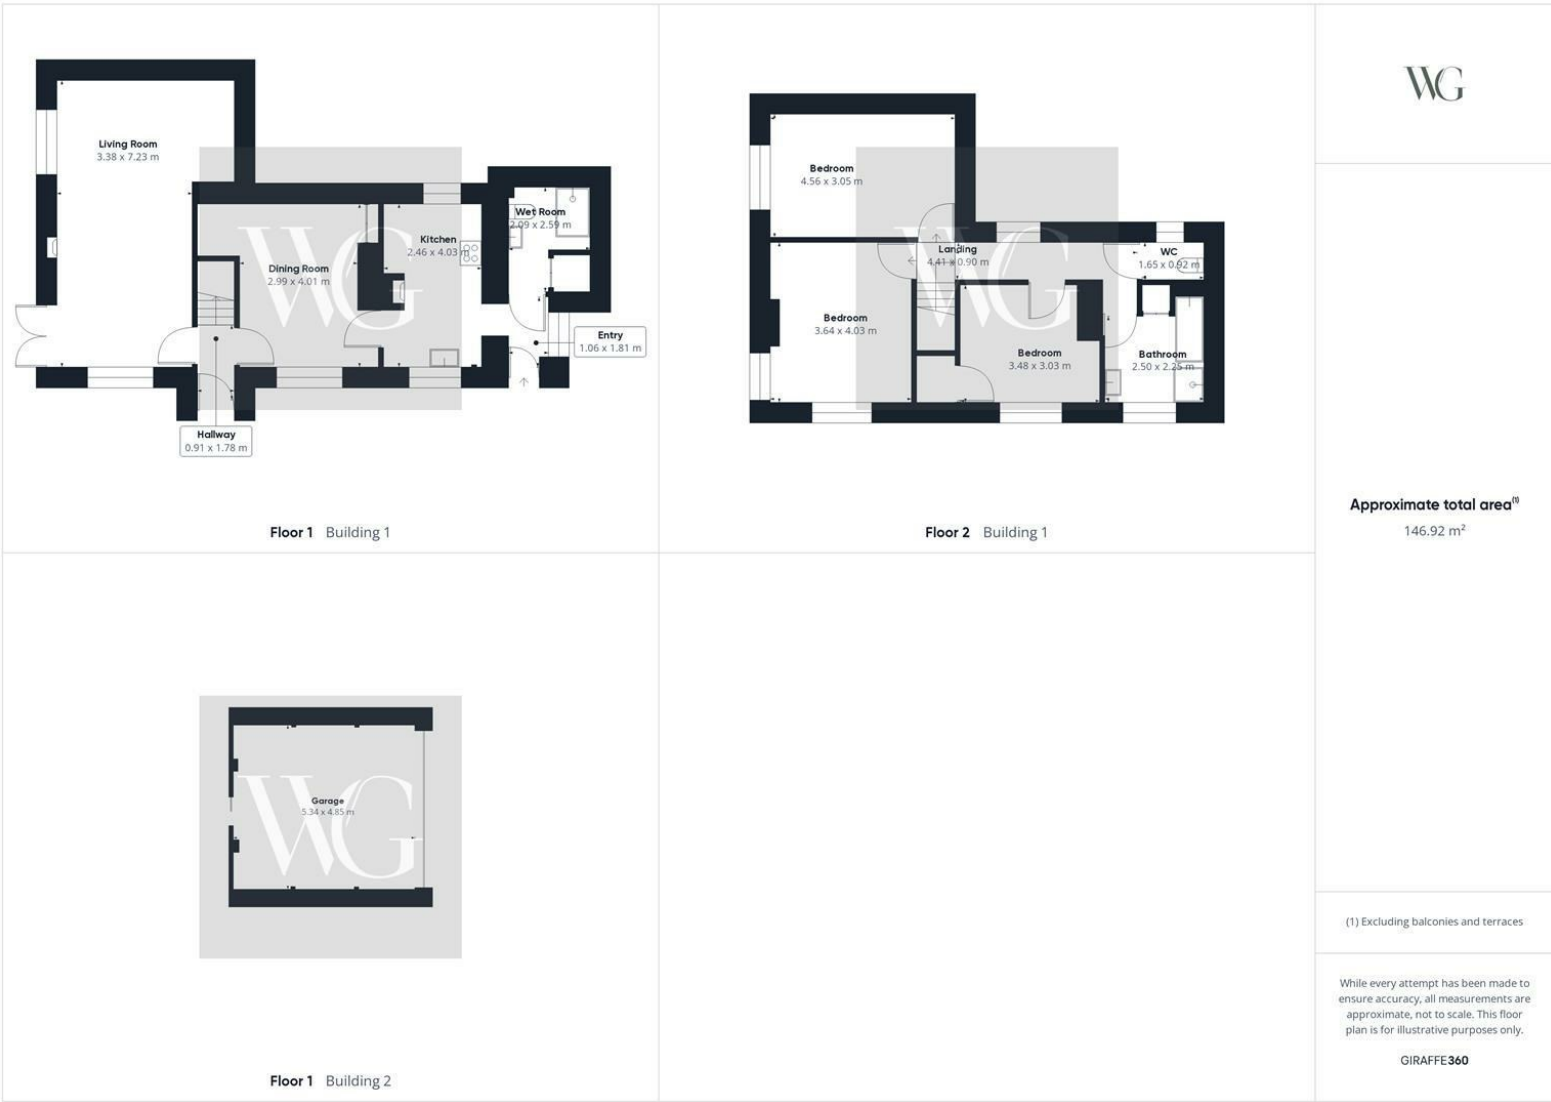 Living Room
3.38 x 7.23 m
Wet Room
2.09 x 2.59 m
Kitchen
2.46 x 4.03 m
Dining Room
2.99 x 4.01 m
Entry
1.06 x 1.81 m
Hallway
0.91 x 1.78 m
WG
Floor 1 Building 1
Bedroom
4.56 x 3.05 m
Landing
4.41 x 0.90 m
WC
1.65 x 0.92 m
Bedroom
3.64 x 4.03 m
Bedroom
3.48 x 3.03 m
Bathroom
2.50 x 2.25 m
WG
Floor 2 Building 1
Garage
5.34 x 4.85 m
WG
Floor 1 Building 2
WG
Approximate total area(1)
146.92 m²
(1) Excluding balconies and terraces
While every attempt has been made to
ensure accuracy, all measurements are
approximate, not to scale. This floor
plan is for illustrative purposes only.
GIRAFFE360